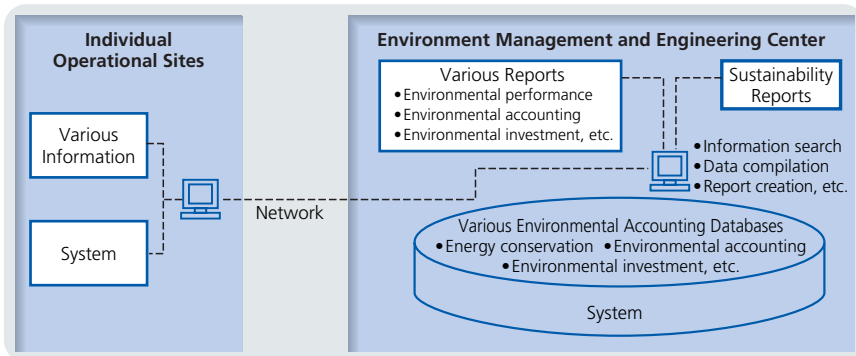 Individual
Operational Sites
Various
Information
System
Network
Environment Management and Engineering Center
Various Reports
•Environmental performance
•Environmental accounting
•Environmental investment, etc.
Sustainability
Reports
•Information search
•Data compilation
•Report creation, etc.
Various Environmental Accounting Databases
•Energy conservation •Environmental accounting
•Environmental investment, etc.
System